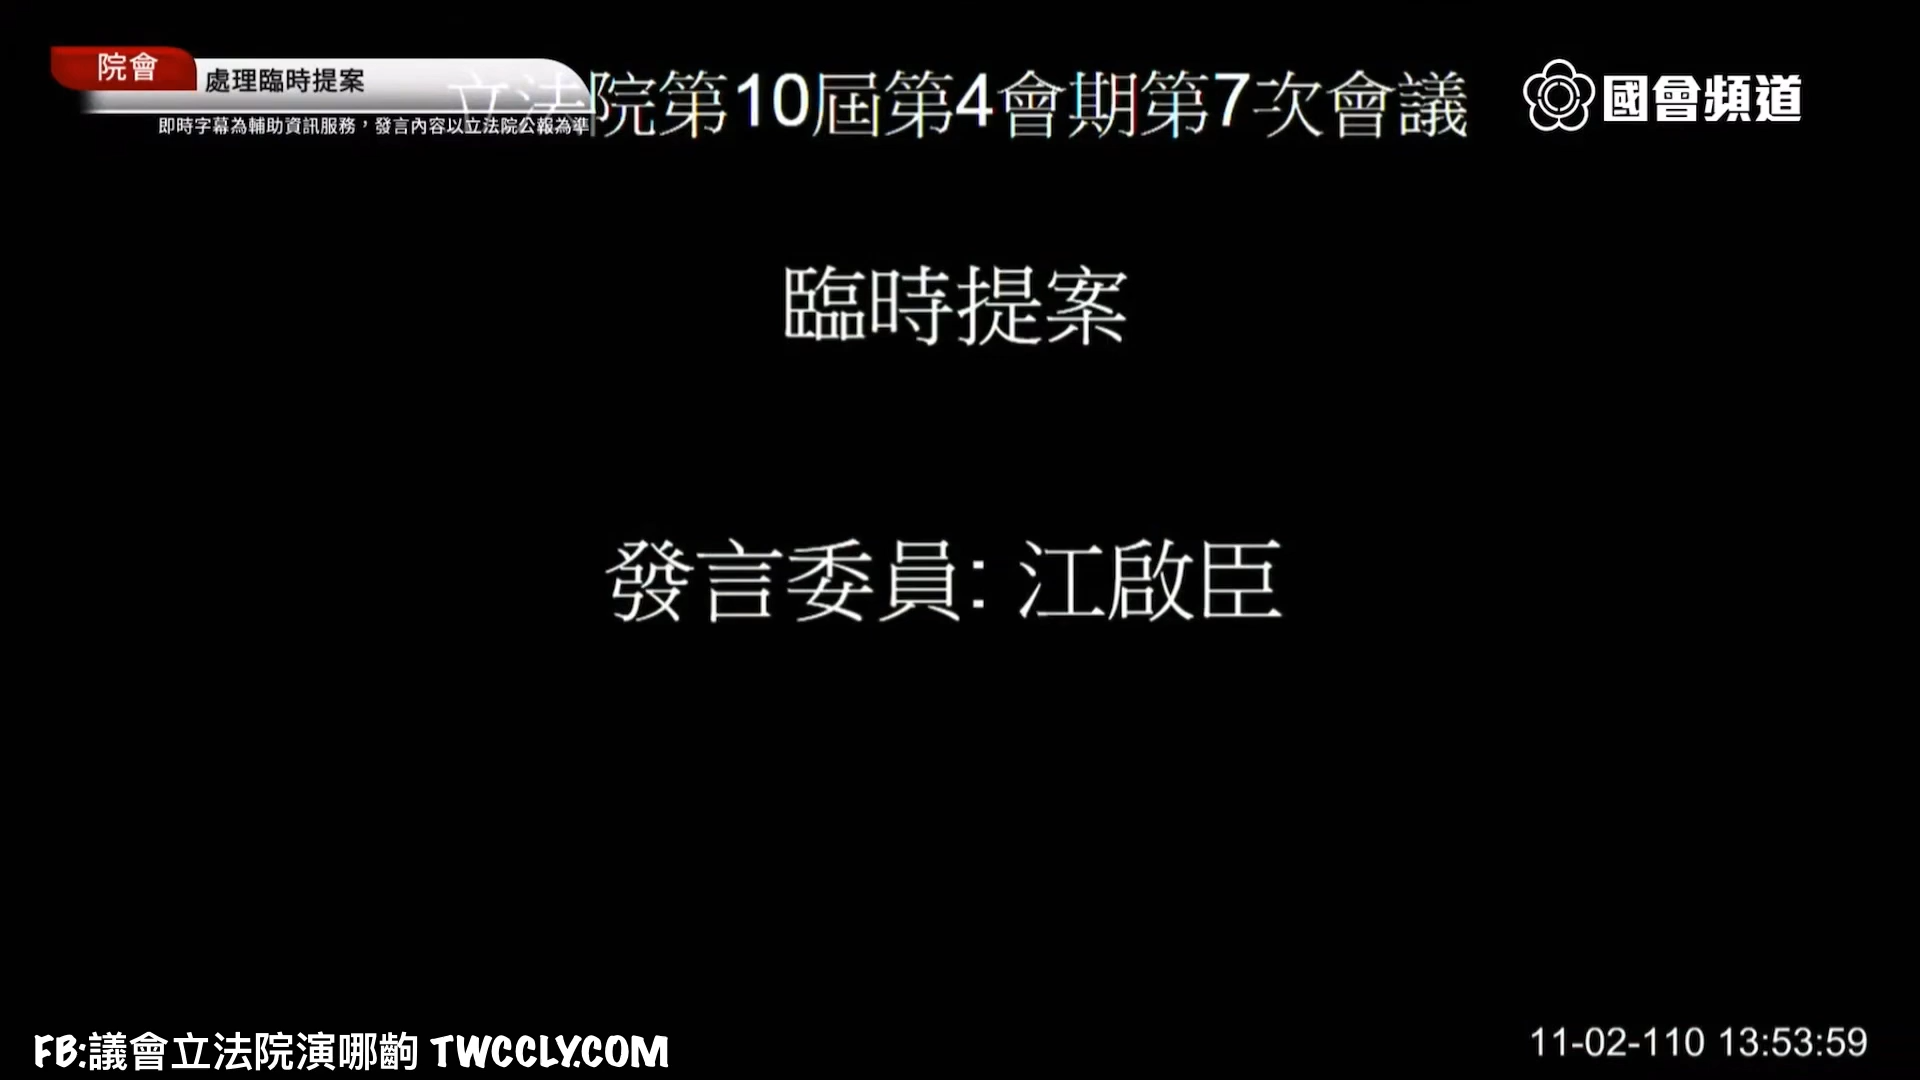 院會
處理臨時提案
立法院第10屆第4會期第7次會議
國會頻道
即時字幕為輔助資訊服務，發言內容以立法院公報為準
臨時提案
發言委員: 江啟臣
FB:議會立法院演哪齣 TWCCLY.COM
11-02-110 13:53:59